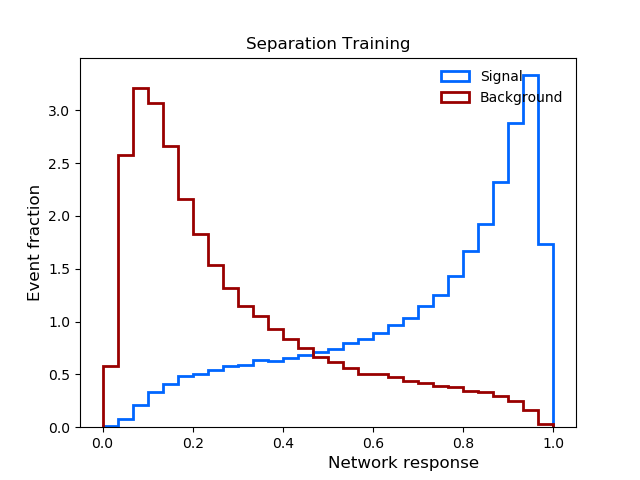 Separation Training
Signal
Background
Event fraction
3.0
2.5
2.0
1.5
1.0
0.5
0.0
0.0 0.2 0.4 0.6 0.8 1.0
Network response